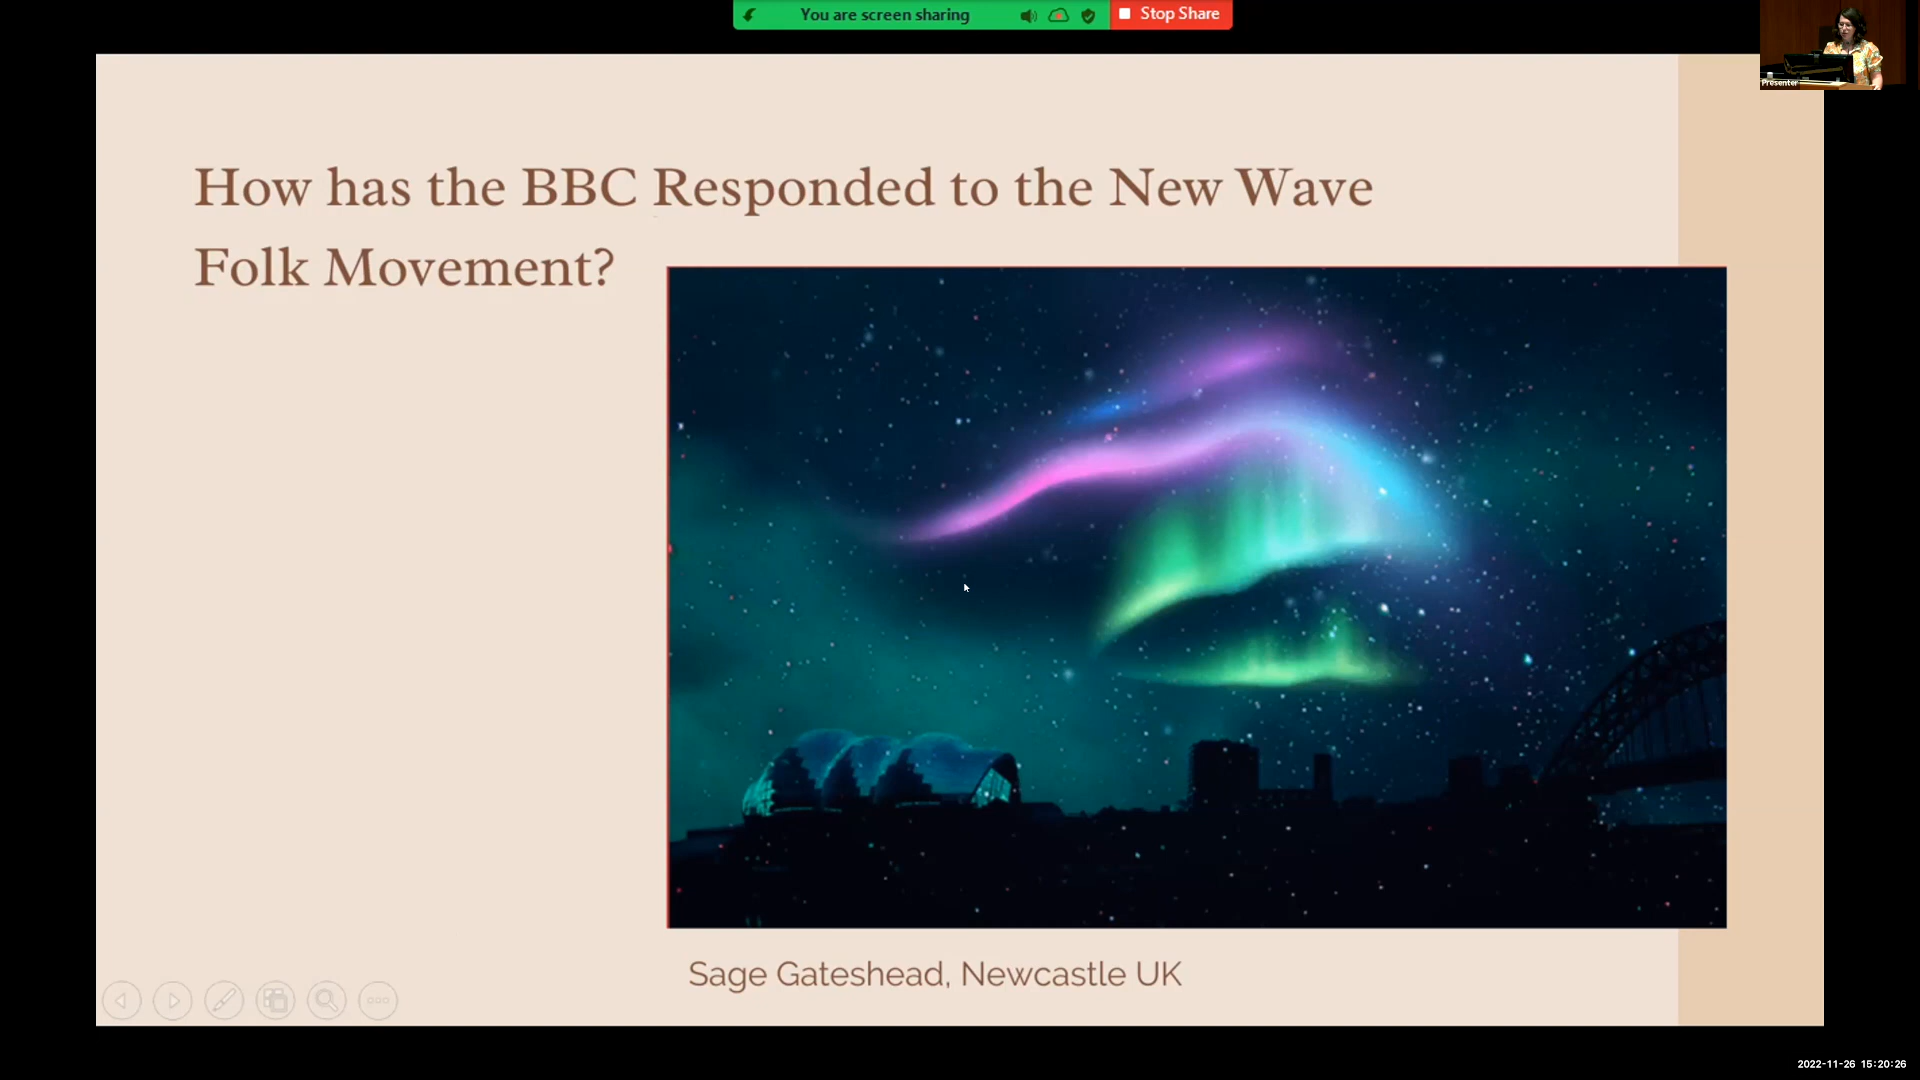 You are screen sharing
Stop Share
Presenter
How has the BBC Responded to the New Wave
Folk Movement?
Sage Gateshead, Newcastle UK
2022-11-26 15:20:26